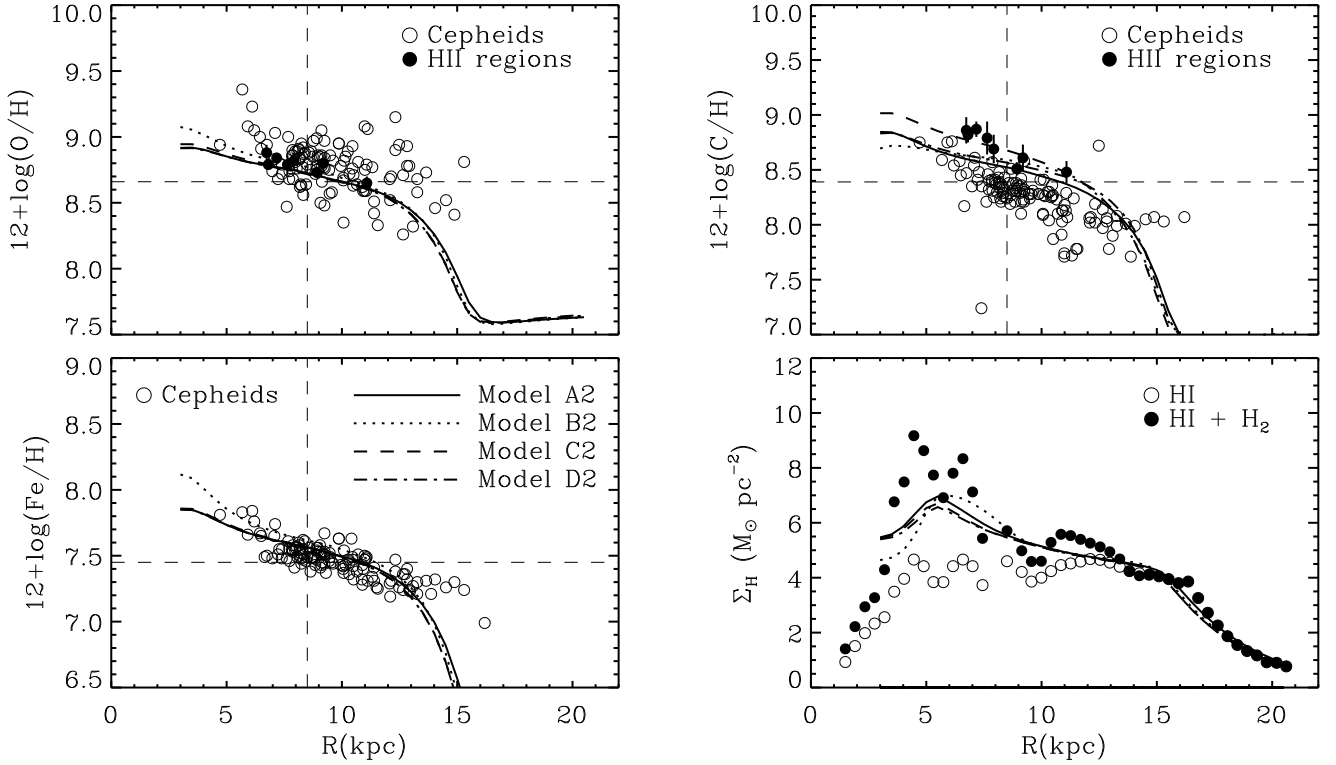 10.0
9.5
9.0
8.5
8.0
7.5
12+log(O/H)
Cepheids
HII regions
10.0
9.5
9.0
8.5
8.0
7.5
7.0
12+log(C/H)
Cepheids
HII regions
9.0
8.5
8.0
7.5
7.0
6.5
12+log(Fe/H)
Cepheids
Model A2
Model B2
Model C2
Model D2
0 5 10 15 20
R(kpc)
12
10
8
6
4
2
0
Σ_H (M_⊙ pc⁻²)
HI
HI + H₂
0 5 10 15 20
R(kpc)